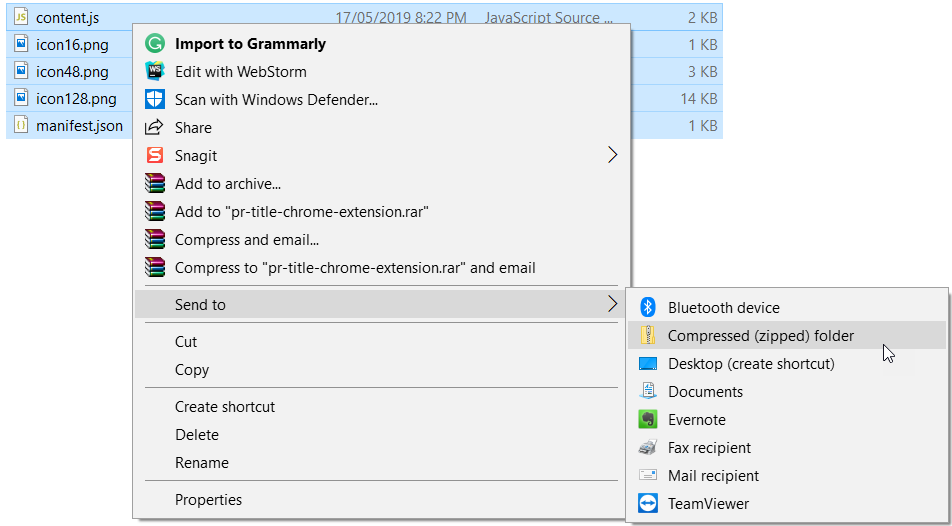 content.js 17/05/2019 8:22 PM JavaScript Source ... 2 KB
icon16.png 1 KB
icon48.png 3 KB
icon128.png 14 KB
manifest.json 1 KB
Import to Grammarly
Edit with WebStorm
Scan with Windows Defender...
Share
Snagit
Add to archive...
Add to "pr-title-chrome-extension.rar"
Compress and email...
Compress to "pr-title-chrome-extension.rar" and email
Send to
Cut
Copy
Create shortcut
Delete
Rename
Properties
Bluetooth device
Compressed (zipped) folder
Desktop (create shortcut)
Documents
Evernote
Fax recipient
Mail recipient
TeamViewer